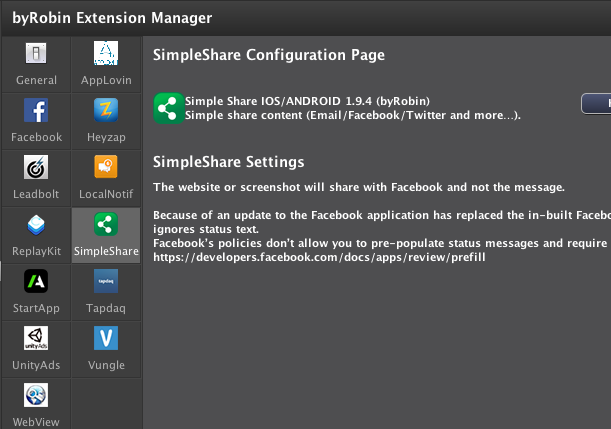 byRobin Extension Manager
General
AppLovin
Facebook
Heyzap
Leadbolt
LocalNotif
ReplayKit
SimpleShare
StartApp
Tapdaq
UnityAds
Vungle
WebView
SimpleShare Configuration Page
Simple Share IOS/ANDROID 1.9.4 (byRobin)
Simple share content (Email/Facebook/Twitter and more...).
SimpleShare Settings
The website or screenshot will share with Facebook and not the message.
Because of an update to the Facebook application has replaced the in-built Facebo
ignores status text.
Facebook's policies don't allow you to pre-populate status messages and require
https://developers.facebook.com/docs/apps/review/prefill